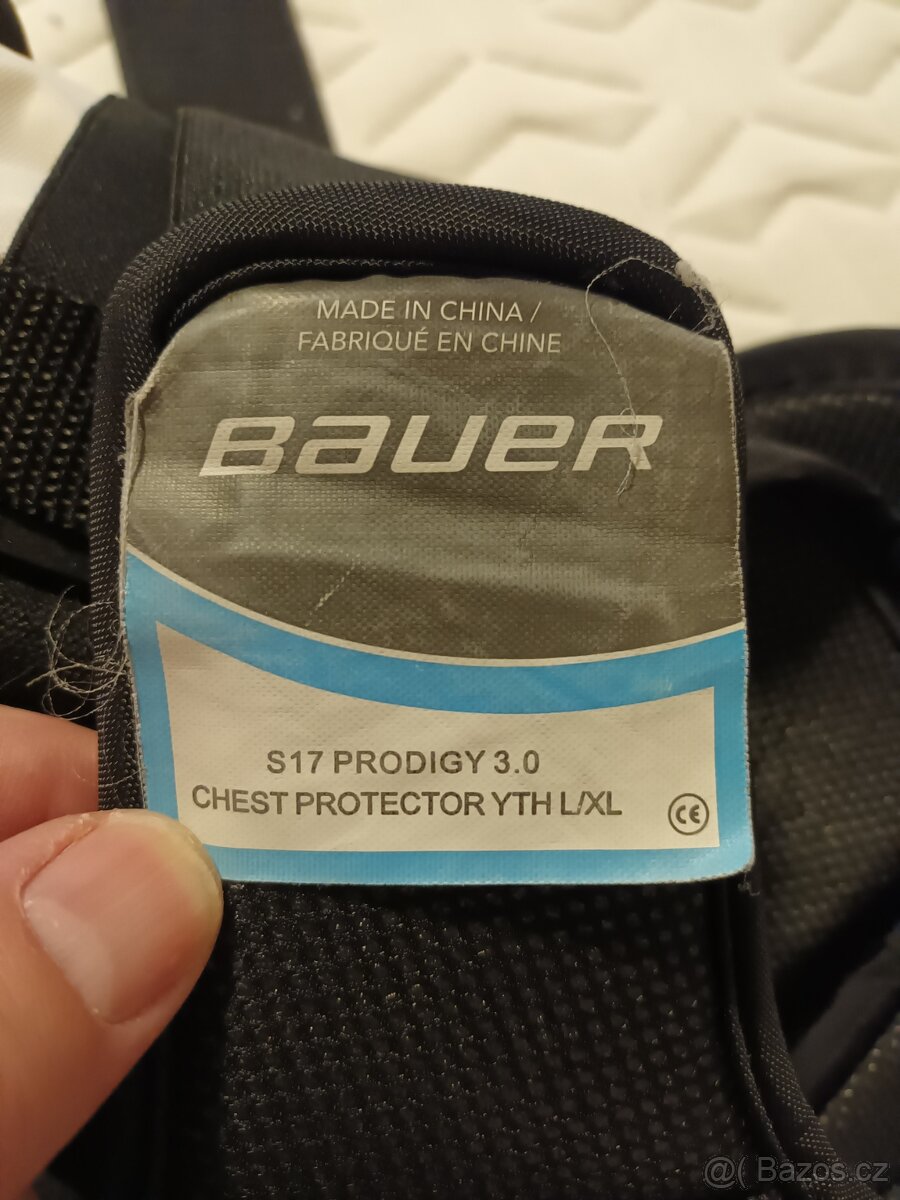 MADE IN CHINA /
FABRIQUÉ EN CHINE
BAUER
S17 PRODIGY 3.0
CHEST PROTECTOR YTH L/XL
CE
@( Bazos.cz